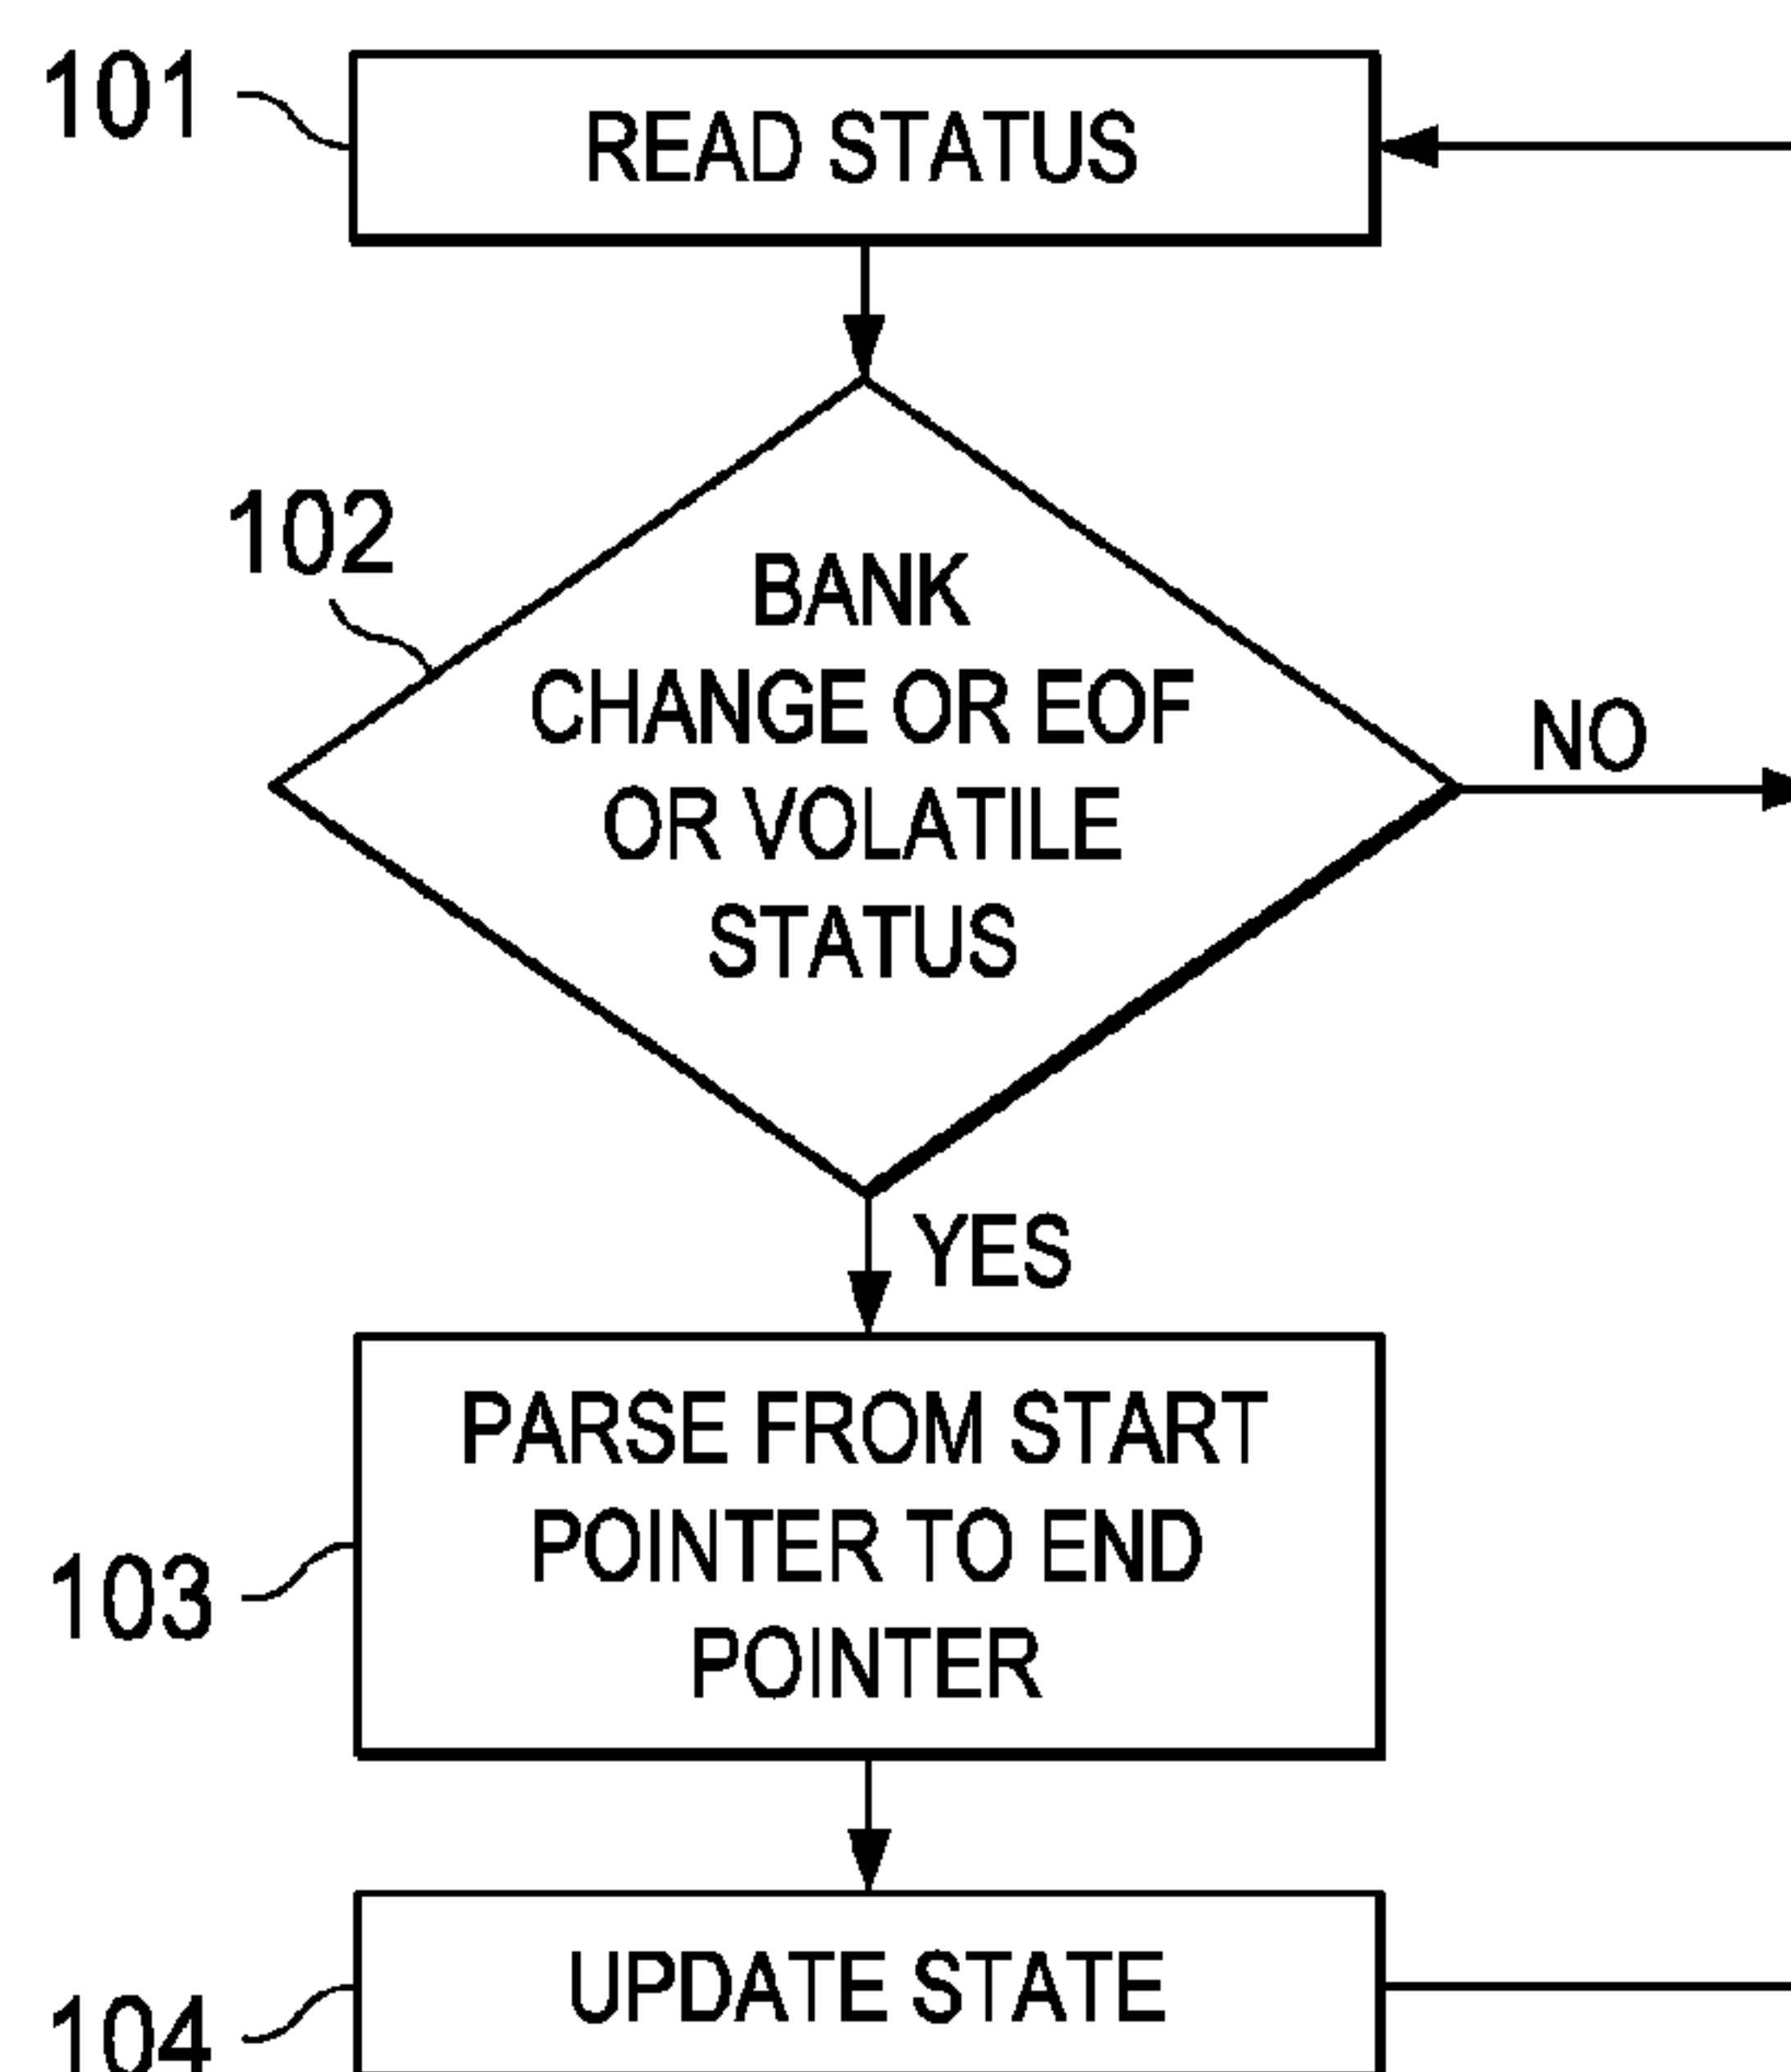 101
READ STATUS
102
BANK
CHANGE OR EOF
OR VOLATILE
STATUS
NO
YES
PARSE FROM START
POINTER TO END
POINTER
103
UPDATE STATE
104